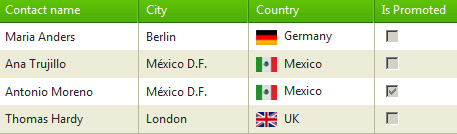 Contact name City Country Is Promoted
Maria Anders Berlin Germany
Ana Trujillo México D.F. Mexico
Antonio Moreno México D.F. Mexico
Thomas Hardy London UK